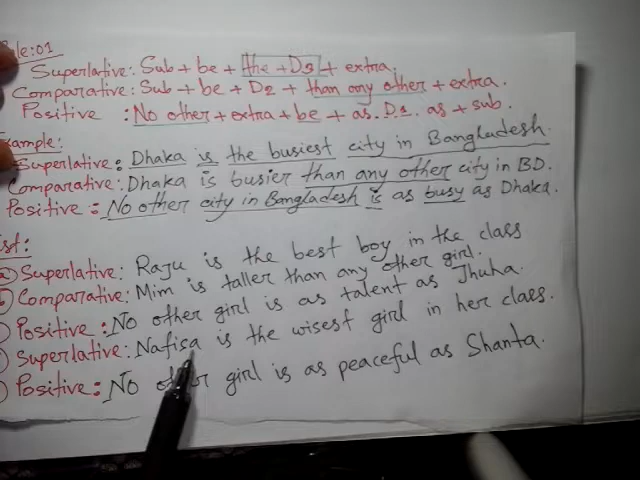 Rule:01
Superlative: Sub + be + the + D3 + extra.
Comparative: Sub + be + D2 + than any other + extra.
Positive : No other + extra + be + as D.1. as + sub.
Example:
Superlative: Dhaka is the busiest city in Bangladesh.
Comparative: Dhaka is busier than any other city in BD.
Positive : No other city in Bangladesh is as busy as Dhaka.
Superlative: Raju is the best boy in the class
Comparative: Mim is taller than any other girl.
Positive : No other girl is as talent as Jhuha.
Superlative: Nafisa is the wisest girl in her class.
Positive : No other girl is as peaceful as Shanta.